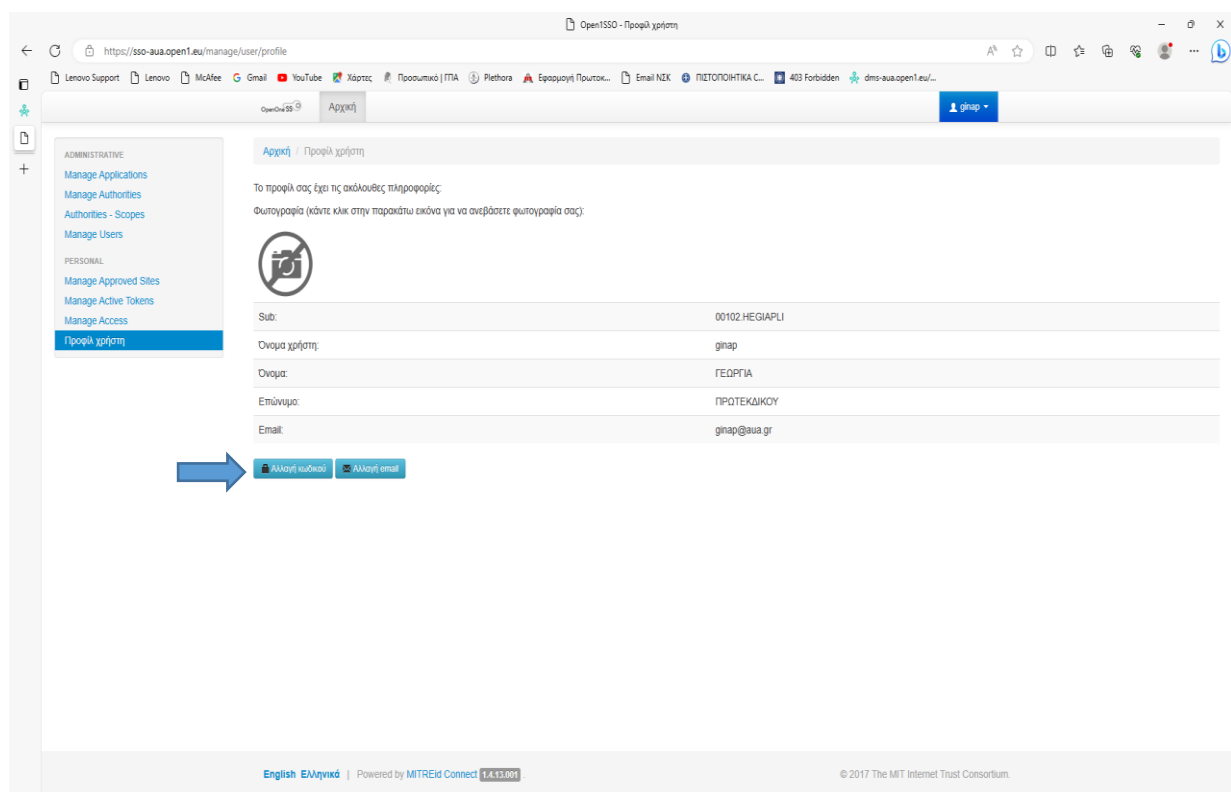 Open1SSO - Προφίλ χρήστη
https://sso-aua.open1.eu/manage/user/profile
Lenovo Support Lenovo McAfee Gmail YouTube Χάρτες Προσωπικό | ΓΠΑ Plethora Εφαρμογή Πρωτοκ... Email ΝΣΚ ΠΙΣΤΟΠΟΙΗΤΙΚΑ C... 403 Forbidden dms-aua.open1.eu/...
Αρχική
ginap
ADMINISTRATIVE
Manage Applications
Manage Authorities
Authorities - Scopes
Manage Users
PERSONAL
Manage Approved Sites
Manage Active Tokens
Manage Access
Προφίλ χρήστη
Αρχική / Προφίλ χρήστη
Το προφίλ σας έχει τις ακόλουθες πληροφορίες:
Φωτογραφία (κάντε κλικ στην παρακάτω εικόνα για να ανεβάσετε φωτογραφία σας):
Sub: 00102.HEGIAPLI
Όνομα χρήστη: ginap
Όνομα: ΓΕΩΡΓΙΑ
Επώνυμο: ΠΡΩΤΕΚΔΙΚΟΥ
Email: ginap@aua.gr
Αλλαγή κωδικού Αλλαγή email
English Ελληνικά | Powered by MITREid Connect 1.4.13.001 .
© 2017 The MIT Internet Trust Consortium.